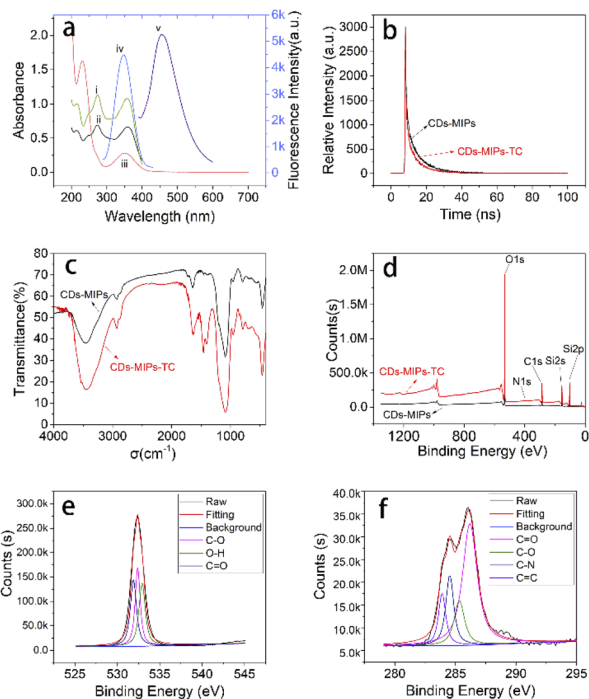 a
2.0
1.5
1.0
0.5
0.0
6k
5k
4k
3k
2k
1k
0
i
ii
iii
iv
v
200 300 400 500 600 700
Absorbance
Fluorescence Intensity(a.u.)
Wavelength (nm)
b
3000
2500
2000
1500
1000
500
0
CDs-MIPs
CDs-MIPs-TC
0 20 40 60 80 100
Relative Intensity (a.u.)
Time (ns)
c
80
70
60
50
40
30
20
10
0
CDs-MIPs
CDs-MIPs-TC
4000 3000 2000 1000
Transmittance(%)
σ(cm-1)
d
2.0M
1.5M
1.0M
500.0k
0.0
O1s
C1s
Si2s
Si2p
N1s
CDs-MIPs-TC
CDs-MIPs
1200 800 400 0
Counts(s)
Binding Energy (eV)
e
300.0k
250.0k
200.0k
150.0k
100.0k
50.0k
0.0
Raw
Fitting
Background
C-O
O-H
C=O
525 530 535 540 545
Counts (s)
Binding Energy (eV)
f
40.0k
35.0k
30.0k
25.0k
20.0k
15.0k
10.0k
5.0k
Raw
Fitting
Background
C=O
C-O
C-N
C=C
280 285 290 295
Counts (s)
Binding Energy (eV)